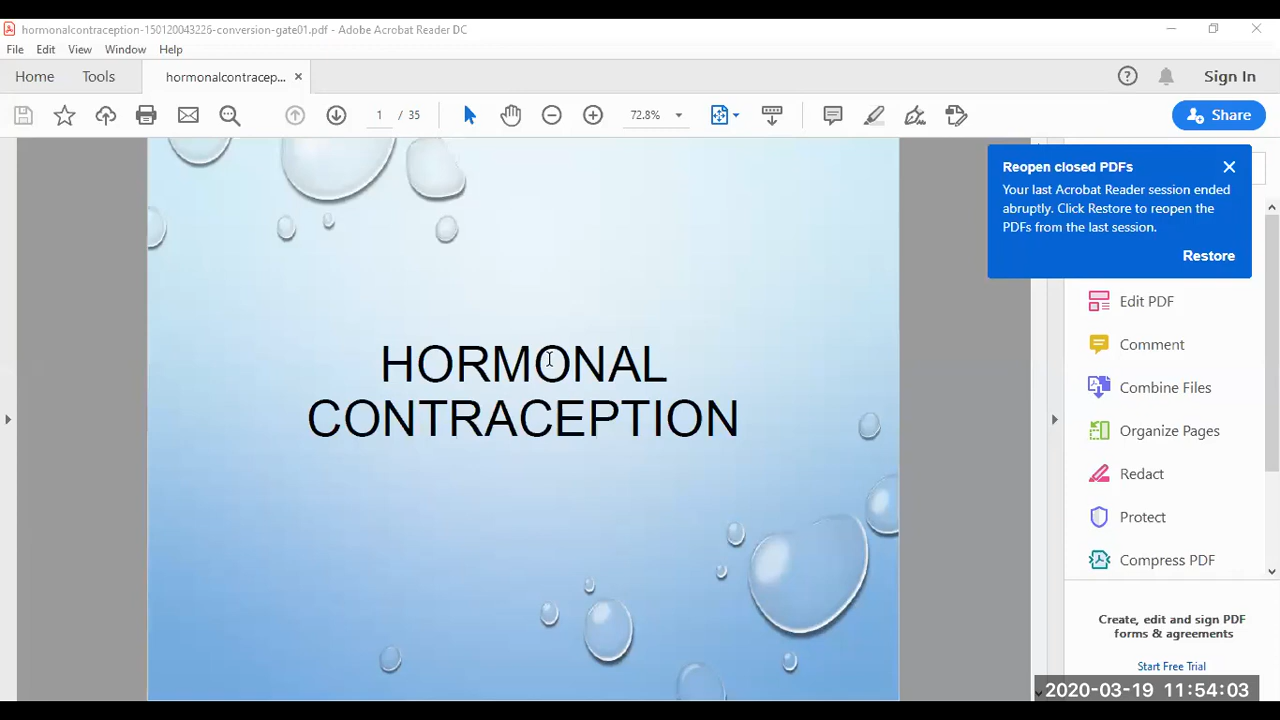 hormonalcontraception-150120043226-conversion-gate01.pdf - Adobe Acrobat Reader DC
File Edit View Window Help
Home Tools hormonalcontracep... ×
Sign In
1 / 35
72.8%
Share
Reopen closed PDFs
Your last Acrobat Reader session ended
abruptly. Click Restore to reopen the
PDFs from the last session.
Restore
HORMONAL
CONTRACEPTION
Edit PDF
Comment
Combine Files
Organize Pages
Redact
Protect
Compress PDF
Create, edit and sign PDF
forms & agreements
Start Free Trial
2020-03-19 11:54:03